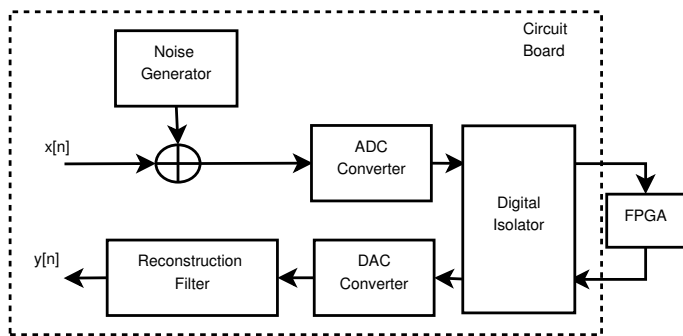 Circuit
Board
Noise
Generator
x[n]
ADC
Converter
Digital
Isolator
FPGA
y[n]
Reconstruction
Filter
DAC
Converter